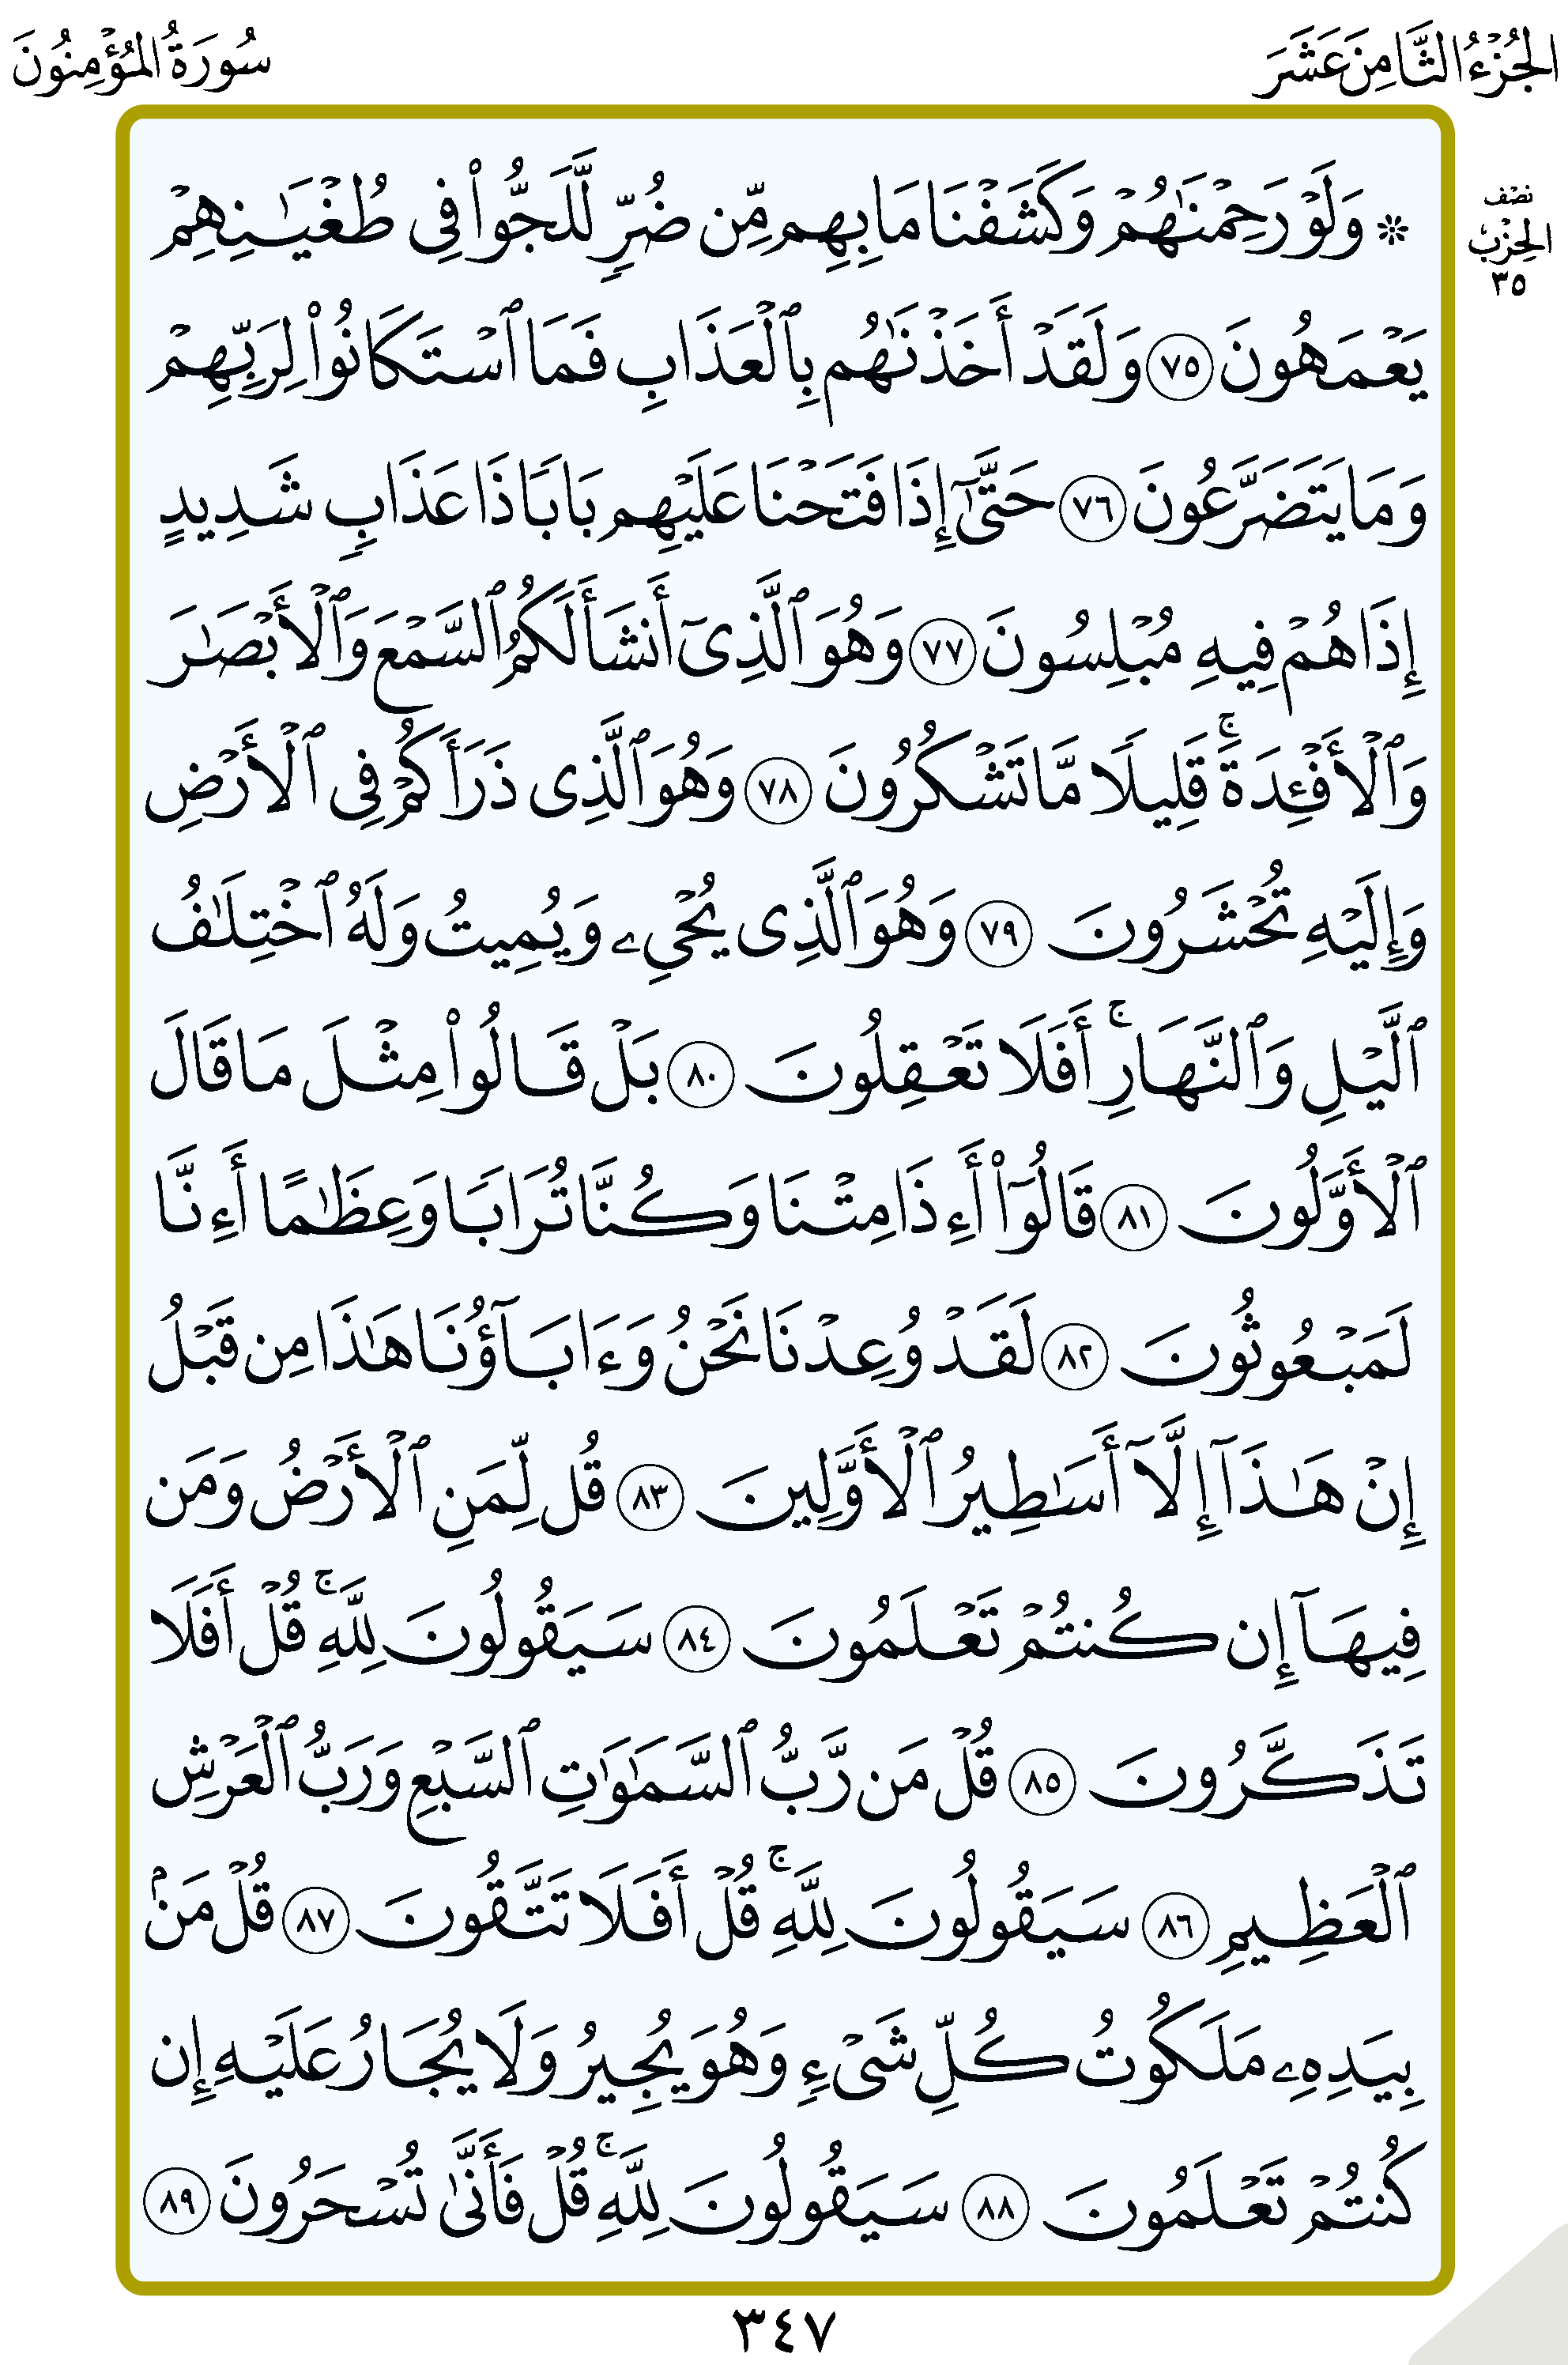 الجُزْءُ الثَّامِنَ عَشَرَ
سُورَةُ المُؤْمِنُونَ
نصف
الحِزْب
٣٥
۞ وَلَوْ رَحِمْنَٰهُمْ وَكَشَفْنَا مَا بِهِم مِّن ضُرٍّ لَّلَجُّوا۟ فِى طُغْيَٰنِهِمْ
يَعْمَهُونَ ٧٥ وَلَقَدْ أَخَذْنَٰهُم بِٱلْعَذَابِ فَمَا ٱسْتَكَانُوا۟ لِرَبِّهِمْ
وَمَا يَتَضَرَّعُونَ ٧٦ حَتَّىٰٓ إِذَا فَتَحْنَا عَلَيْهِم بَابًا ذَا عَذَابٍ شَدِيدٍ
إِذَا هُمْ فِيهِ مُبْلِسُونَ ٧٧ وَهُوَ ٱلَّذِىٓ أَنشَأَ لَكُمُ ٱلسَّمْعَ وَٱلْأَبْصَٰرَ
وَٱلْأَفْـِٔدَةَ ۚ قَلِيلًا مَّا تَشْكُرُونَ ٧٨ وَهُوَ ٱلَّذِى ذَرَأَكُمْ فِى ٱلْأَرْضِ
وَإِلَيْهِ تُحْشَرُونَ ٧٩ وَهُوَ ٱلَّذِى يُحْىِۦ وَيُمِيتُ وَلَهُ ٱخْتِلَٰفُ
ٱلَّيْلِ وَٱلنَّهَارِ ۚ أَفَلَا تَعْقِلُونَ ٨٠ بَلْ قَالُوا۟ مِثْلَ مَا قَالَ
ٱلْأَوَّلُونَ ٨١ قَالُوٓا۟ أَءِذَا مِتْنَا وَكُنَّا تُرَابًا وَعِظَٰمًا أَءِنَّا
لَمَبْعُوثُونَ ٨٢ لَقَدْ وُعِدْنَا نَحْنُ وَءَابَآؤُنَا هَٰذَا مِن قَبْلُ
إِنْ هَٰذَآ إِلَّآ أَسَٰطِيرُ ٱلْأَوَّلِينَ ٨٣ قُل لِّمَنِ ٱلْأَرْضُ وَمَن
فِيهَآ إِن كُنتُمْ تَعْلَمُونَ ٨٤ سَيَقُولُونَ لِلَّهِ ۚ قُلْ أَفَلَا
تَذَكَّرُونَ ٨٥ قُلْ مَن رَّبُّ ٱلسَّمَٰوَٰتِ ٱلسَّبْعِ وَرَبُّ ٱلْعَرْشِ
ٱلْعَظِيمِ ٨٦ سَيَقُولُونَ لِلَّهِ ۚ قُلْ أَفَلَا تَتَّقُونَ ٨٧ قُلْ مَنۢ
بِيَدِهِۦ مَلَكُوتُ كُلِّ شَىْءٍ وَهُوَ يُجِيرُ وَلَا يُجَارُ عَلَيْهِ إِن
كُنتُمْ تَعْلَمُونَ ٨٨ سَيَقُولُونَ لِلَّهِ ۚ قُلْ فَأَنَّىٰ تُسْحَرُونَ ٨٩
٣٤٧